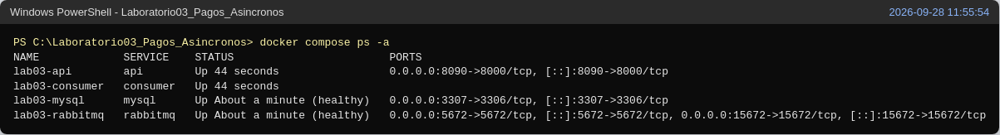 Windows PowerShell - Laboratorio03_Pagos_Asincronos
2026-09-28 11:55:54
PS C:\Laboratorio03_Pagos_Asincronos> docker compose ps -a
NAME SERVICE STATUS PORTS
lab03-api api Up 44 seconds 0.0.0.0:8090->8000/tcp, [::]:8090->8000/tcp
lab03-consumer consumer Up 44 seconds
lab03-mysql mysql Up About a minute (healthy) 0.0.0.0:3307->3306/tcp, [::]:3307->3306/tcp
lab03-rabbitmq rabbitmq Up About a minute (healthy) 0.0.0.0:5672->5672/tcp, [::]:5672->5672/tcp, 0.0.0.0:15672->15672/tcp, [::]:15672->15672/tcp